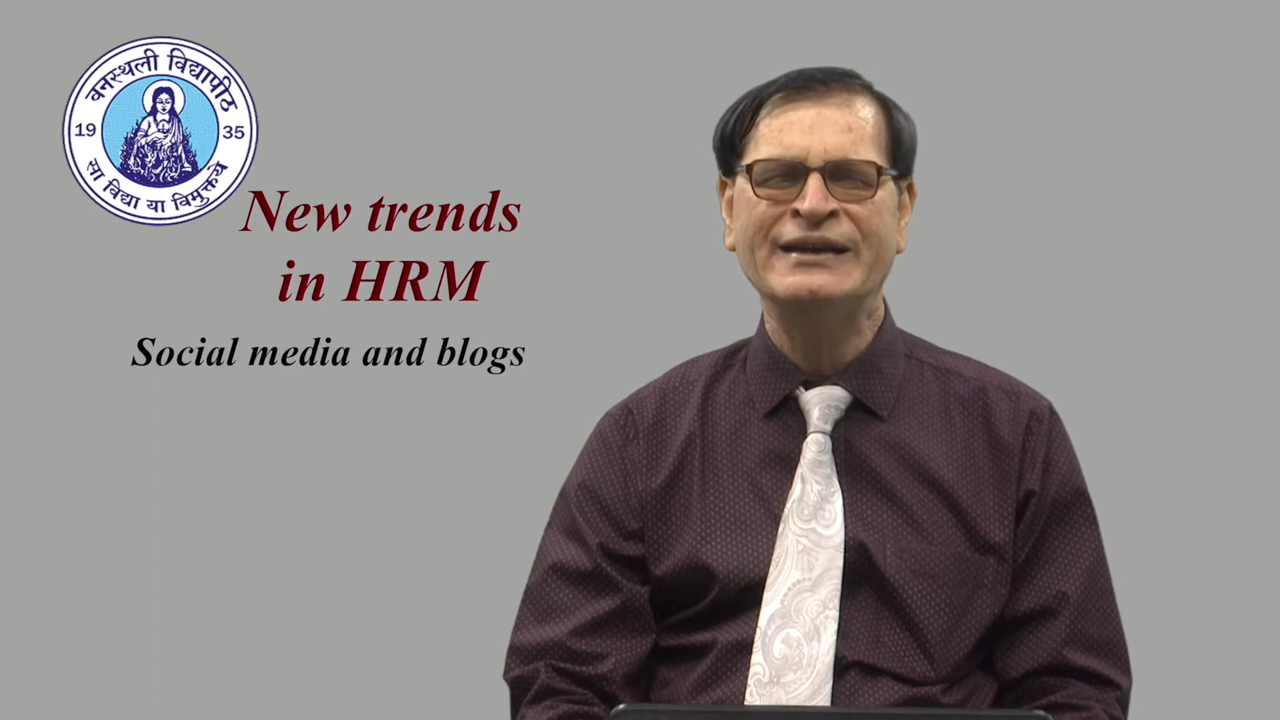 वनस्थली विद्यापीठ
19 35
सा विद्या या विमुक्तये
New trends
in HRM
Social media and blogs